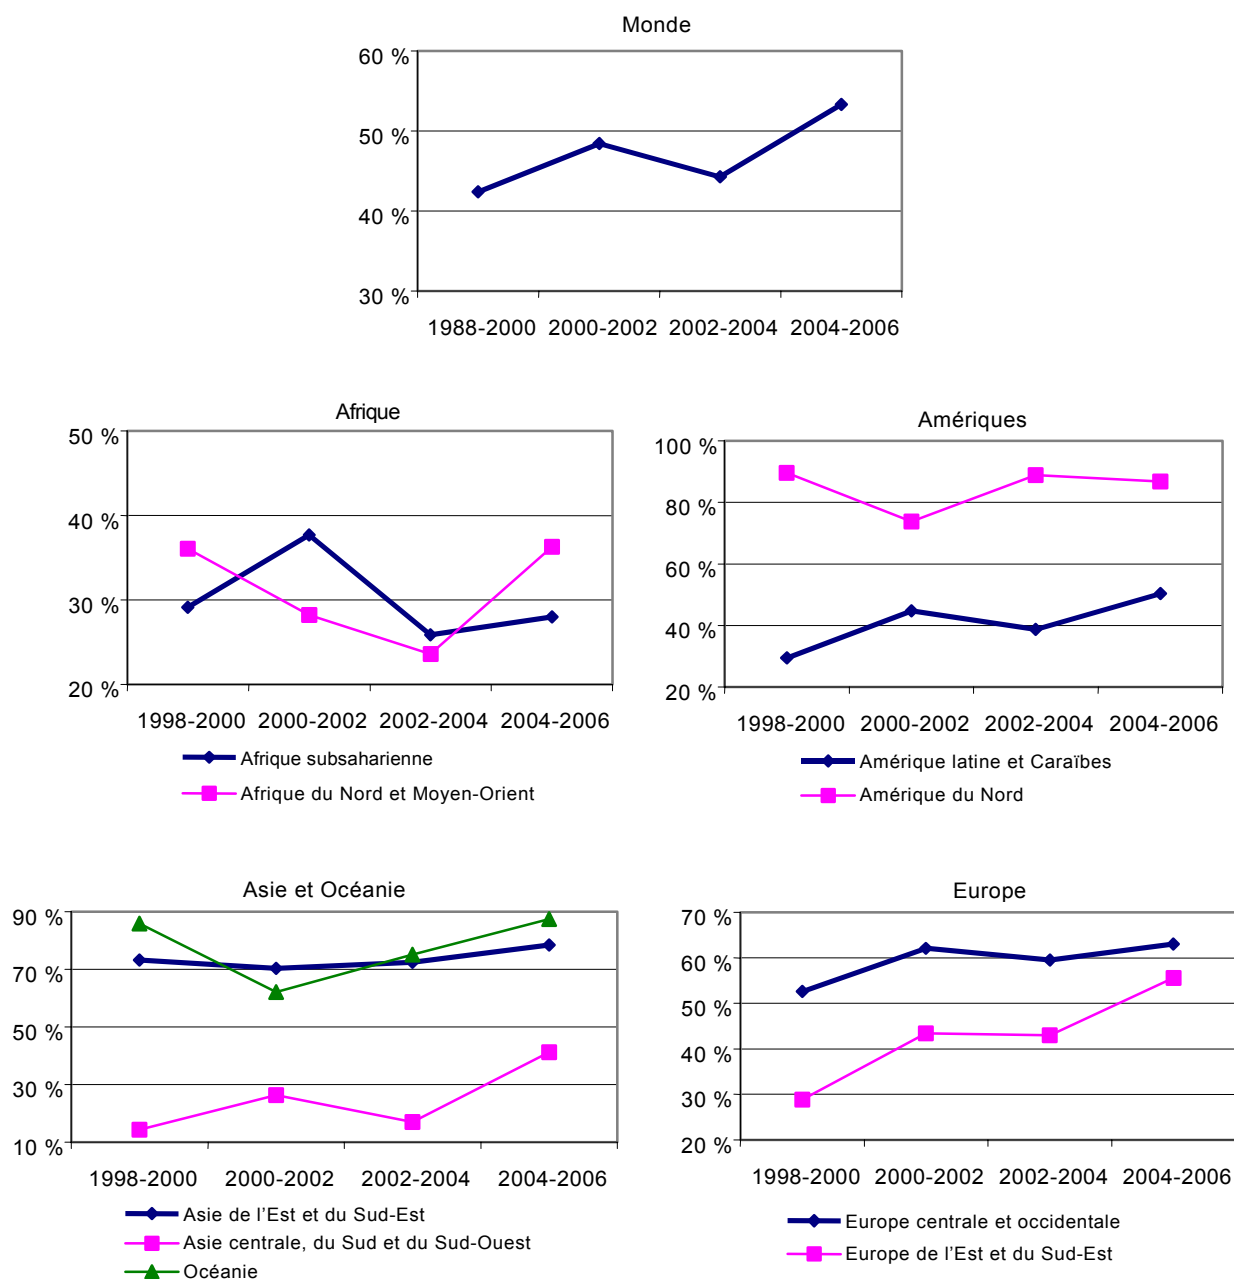 Monde
60 %
50 %
40 %
30 %
1988-2000 2000-2002 2002-2004 2004-2006
Afrique
50 %
40 %
30 %
20 %
1998-2000 2000-2002 2002-2004 2004-2006
Afrique subsaharienne
Afrique du Nord et Moyen-Orient
Amériques
100 %
80 %
60 %
40 %
20 %
1998-2000 2000-2002 2002-2004 2004-2006
Amérique latine et Caraïbes
Amérique du Nord
Asie et Océanie
90 %
70 %
50 %
30 %
10 %
1998-2000 2000-2002 2002-2004 2004-2006
Asie de l'Est et du Sud-Est
Asie centrale, du Sud et du Sud-Ouest
Océanie
Europe
70 %
60 %
50 %
40 %
30 %
20 %
1998-2000 2000-2002 2002-2004 2004-2006
Europe centrale et occidentale
Europe de l'Est et du Sud-Est